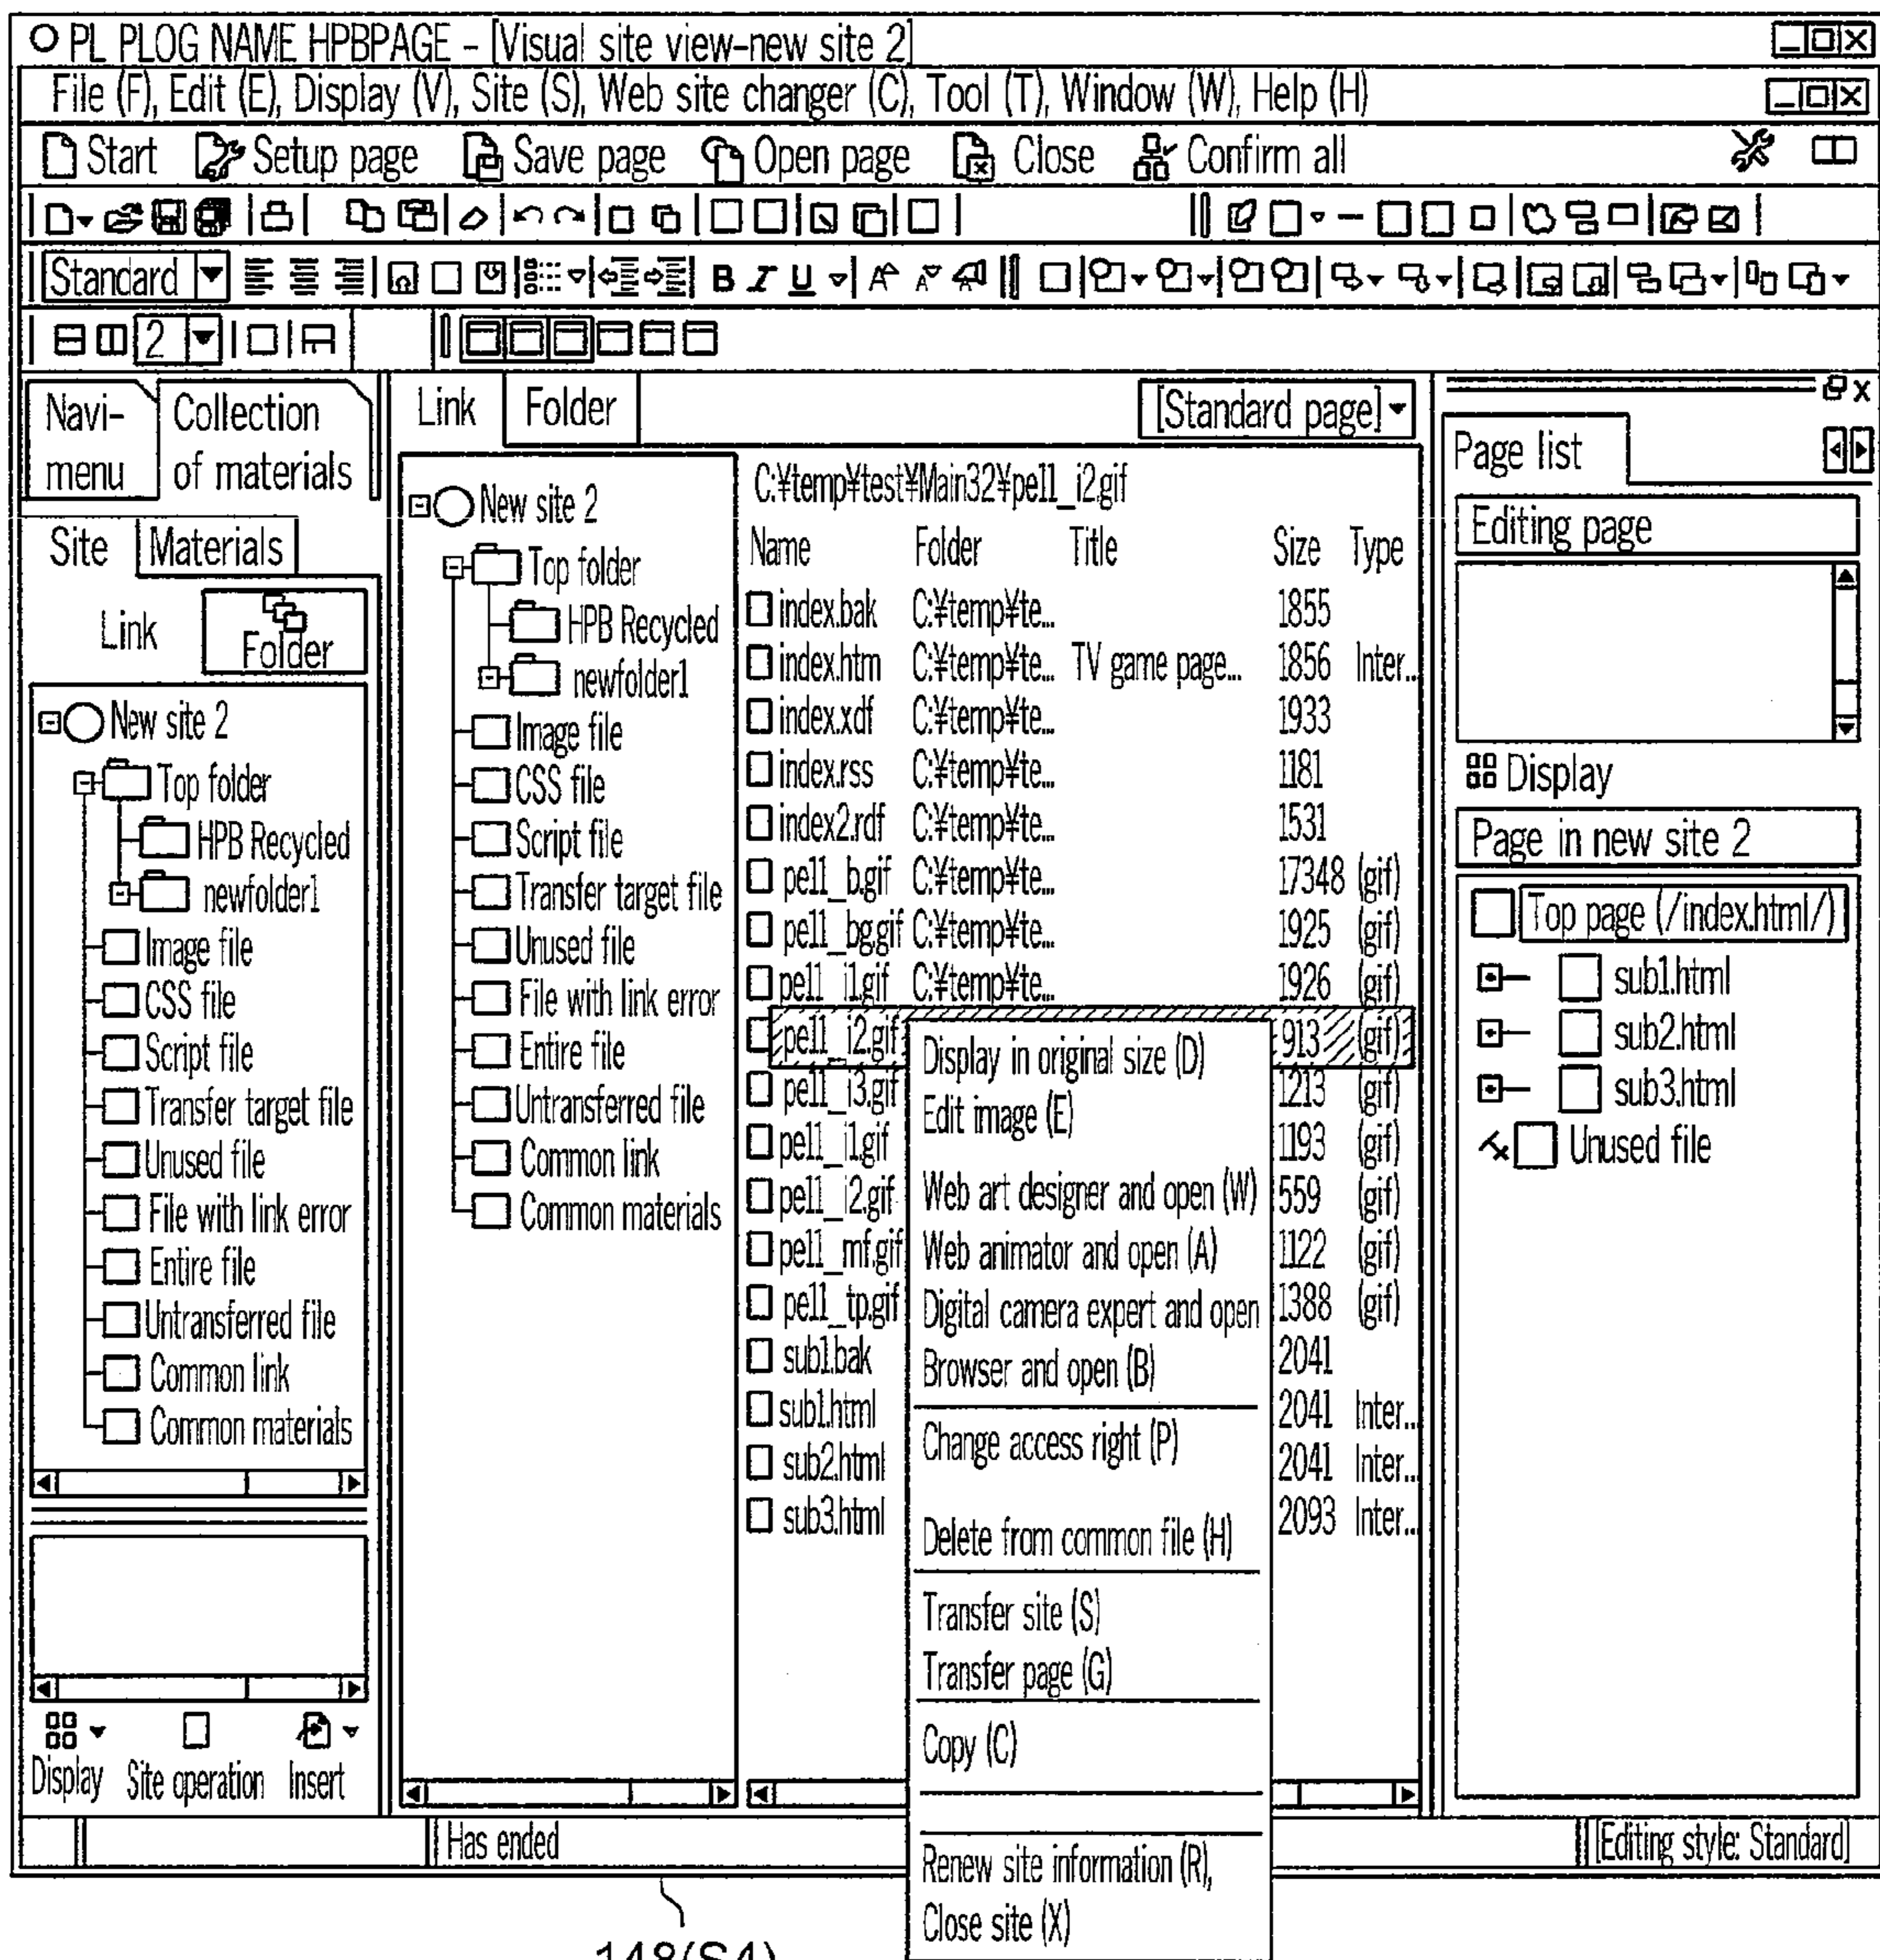 PL PLOG NAME HPBPAGE - [Visual site view-new site 2]
File (F), Edit (E), Display (V), Site (S), Web site changer (C), Tool (T), Window (W), Help (H)
Start Setup page Save page Open page Close Confirm all
Standard B I U
2
Navi-
menu
Collection
of materials
Site Materials
Link Folder
New site 2
Top folder
HPB Recycled
newfolder1
Image file
CSS file
Script file
Transfer target file
Unused file
File with link error
Entire file
Untransferred file
Common link
Common materials
Display Site operation Insert
Link Folder [Standard page]
New site 2
Top folder
HPB Recycled
newfolder1
Image file
CSS file
Script file
Transfer target file
Unused file
File with link error
Entire file
Untransferred file
Common link
Common materials
C:¥temp¥test¥Main32¥pe11_i2.gif
Name Folder Title Size Type
index.bak C:¥temp¥te... 1855
index.htm C:¥temp¥te... TV game page... 1856 Inter..
index.xdf C:¥temp¥te... 1933
index.rss C:¥temp¥te... 1181
index2.rdf C:¥temp¥te... 1531
pe11_b.gif C:¥temp¥te... 17348 (gif)
pe11_bg.gif C:¥temp¥te... 1925 (gif)
pe11_i1.gif C:¥temp¥te... 1926 (gif)
pe11_i2.gif 913 (gif)
pe11_i3.gif 1213 (gif)
pe11_i1.gif 1193 (gif)
pe11_i2.gif 559 (gif)
pe11_mf.gif 1122 (gif)
pe11_tp.gif 1388 (gif)
sub1.bak 2041
sub1.html 2041 Inter...
sub2.html 2041 Inter...
sub3.html 2093 Inter...
Display in original size (D)
Edit image (E)
Web art designer and open (W)
Web animator and open (A)
Digital camera expert and open
Browser and open (B)
Change access right (P)
Delete from common file (H)
Transfer site (S)
Transfer page (G)
Copy (C)
Renew site information (R),
Close site (X)
Page list
Editing page
Display
Page in new site 2
Top page (/index.html/)
sub1.html
sub2.html
sub3.html
Unused file
Has ended [Editing style: Standard]
148(S4)